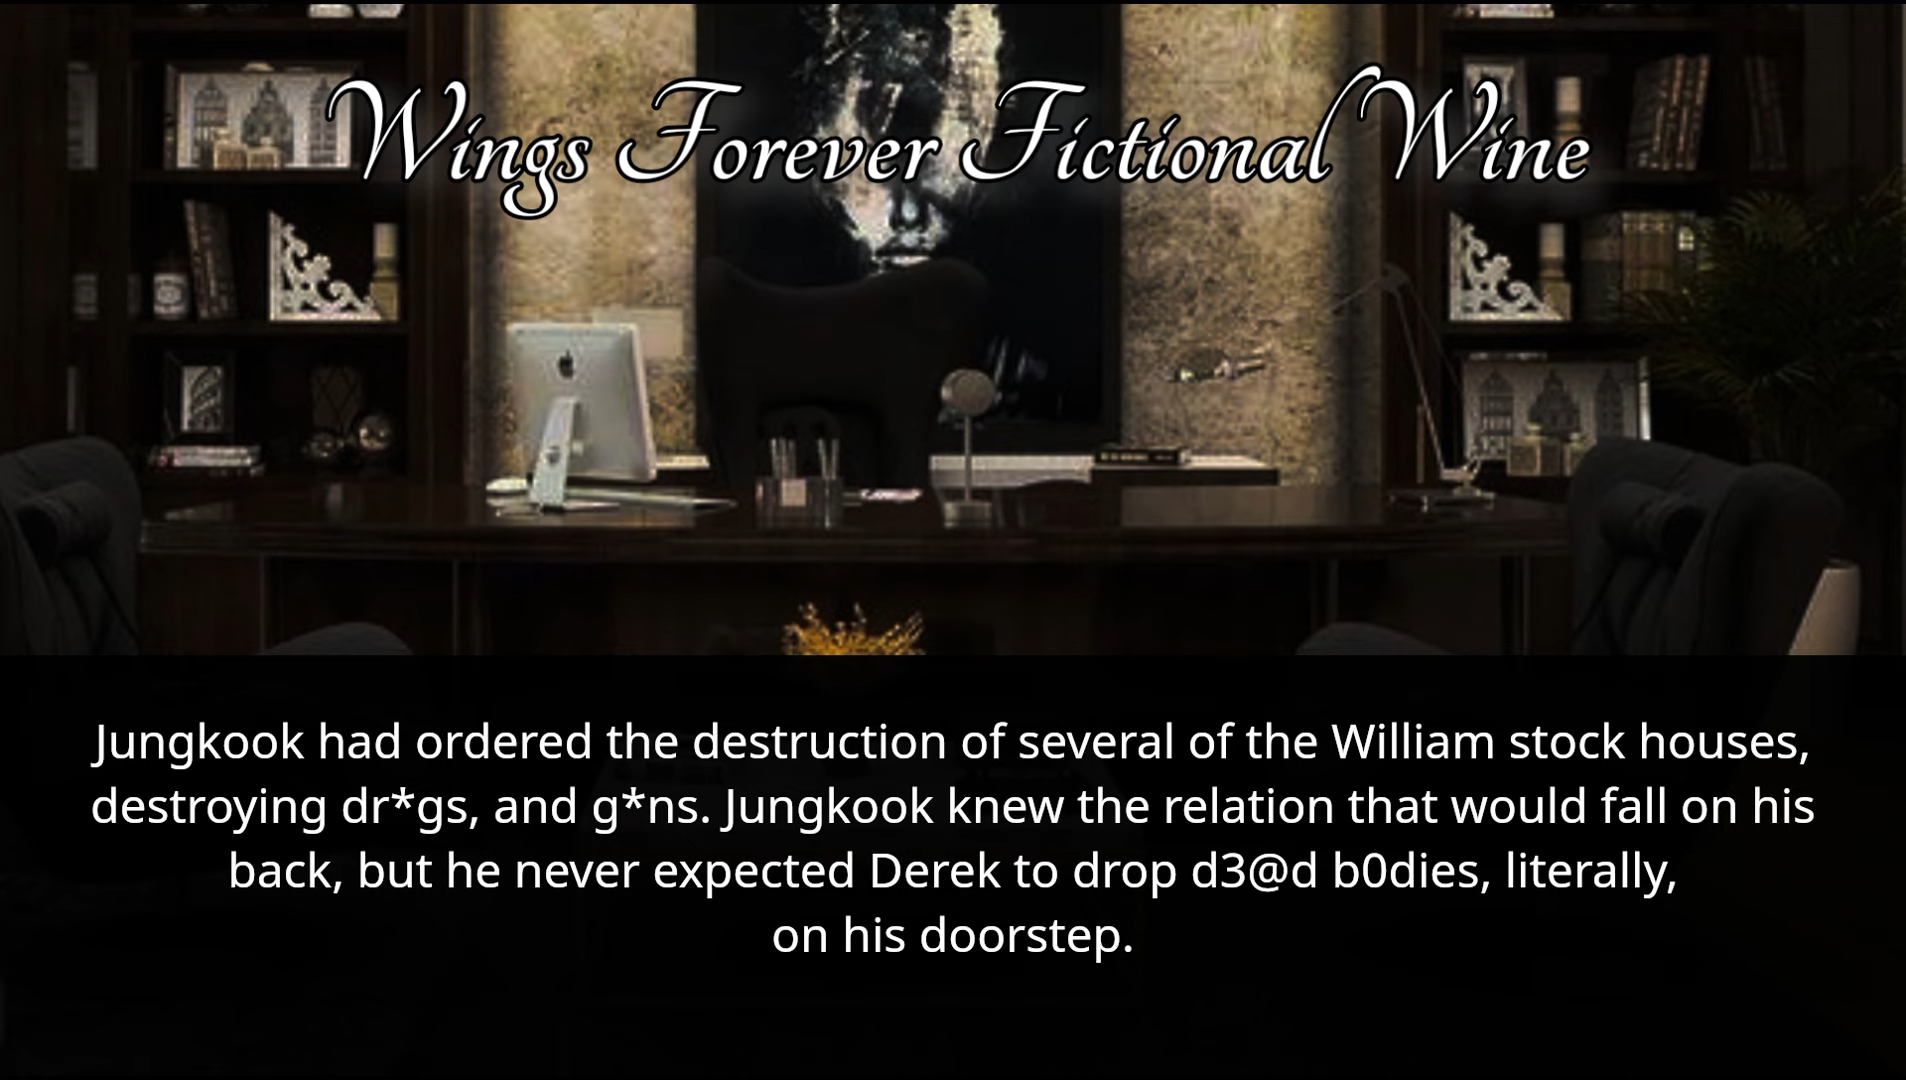 Wings Forever Fictional Wine
Jungkook had ordered the destruction of several of the William stock houses,
destroying dr*gs, and g*ns. Jungkook knew the relation that would fall on his
back, but he never expected Derek to drop d3@d b0dies, literally,
on his doorstep.